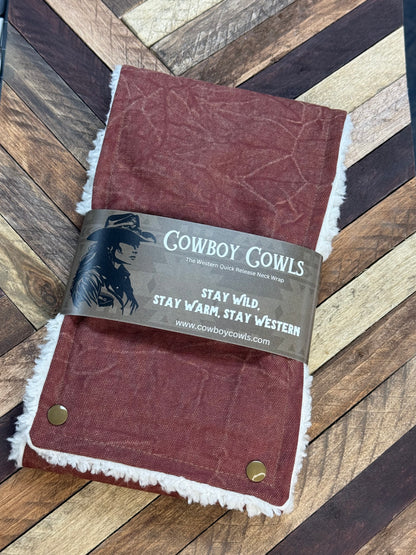 COWBOY COWLS
The Western Quick Release Neck Wrap
STAY WILD,
STAY WARM, STAY WESTERN
www.cowboycowls.com